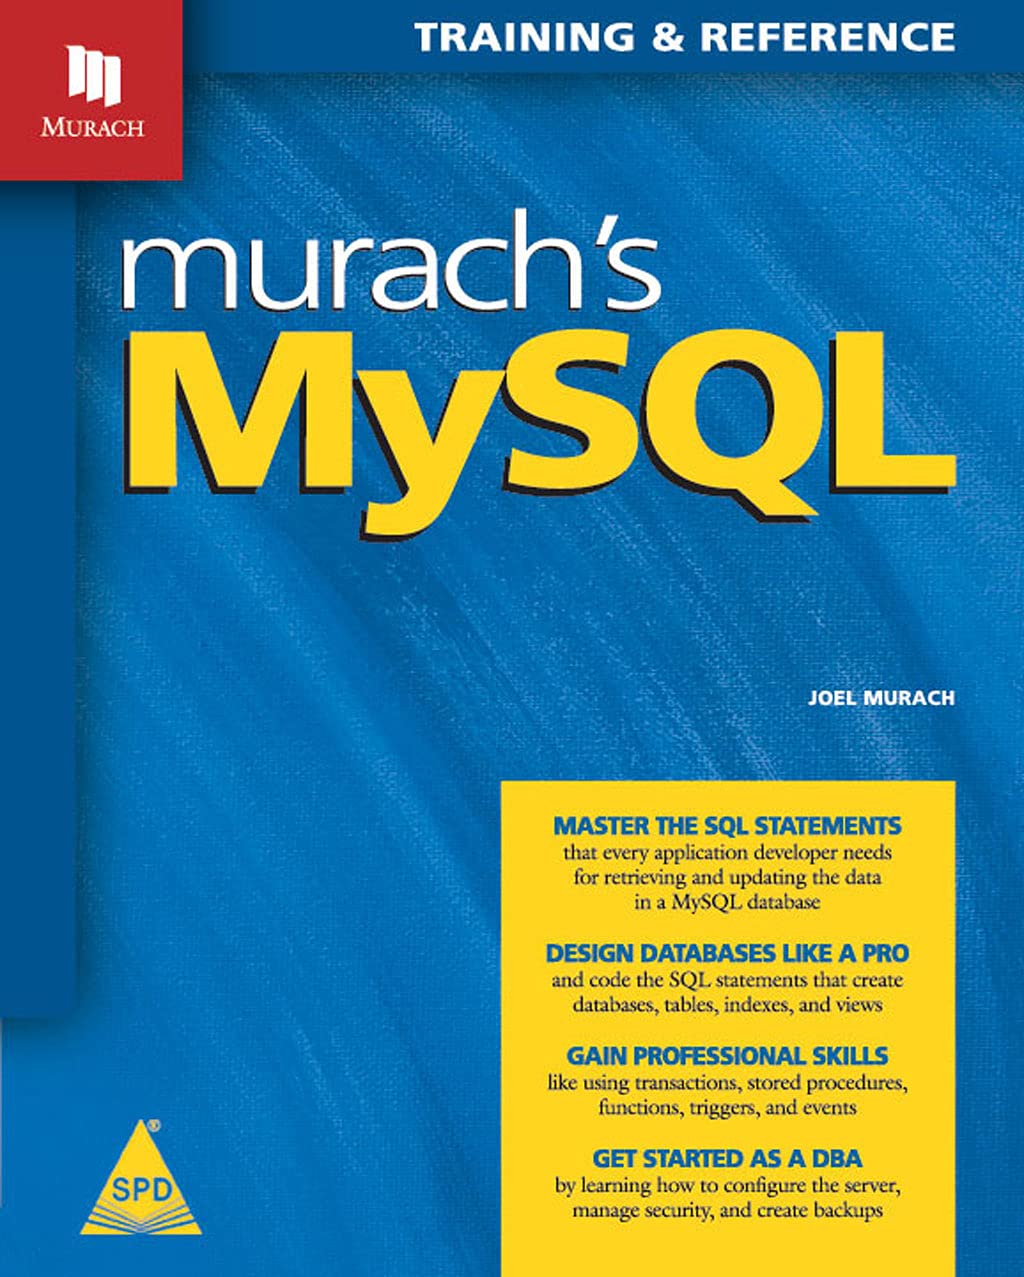 TRAINING & REFERENCE
MURACH
murach's
MySQL
JOEL MURACH
MASTER THE SQL STATEMENTS
that every application developer needs
for retrieving and updating the data
in a MySQL database
DESIGN DATABASES LIKE A PRO
and code the SQL statements that create
databases, tables, indexes, and views
GAIN PROFESSIONAL SKILLS
like using transactions, stored procedures,
functions, triggers, and events
GET STARTED AS A DBA
by learning how to configure the server,
manage security, and create backups
SPD
®